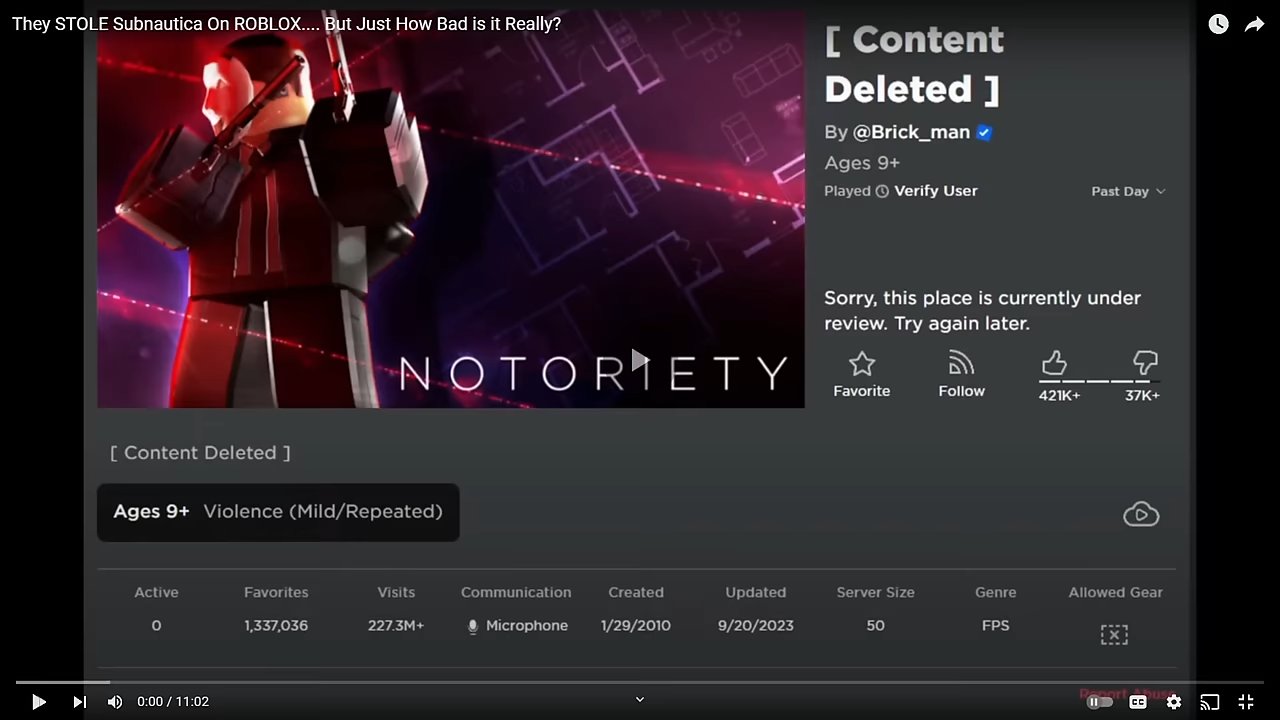 They STOLE Subnautica On ROBLOX.... But Just How Bad is it Really?
[ Content
Deleted ]
By @Brick_man
Ages 9+
Played Verify User
Past Day
Sorry, this place is currently under
review. Try again later.
Favorite Follow 421K+ 37K+
NOTORIETY
[ Content Deleted ]
Ages 9+ Violence (Mild/Repeated)
Active Favorites Visits Communication Created Updated Server Size Genre Allowed Gear
0 1,337,036 227.3M+ Microphone 1/29/2010 9/20/2023 50 FPS
Report Abuse
0:00 / 11:02
CC